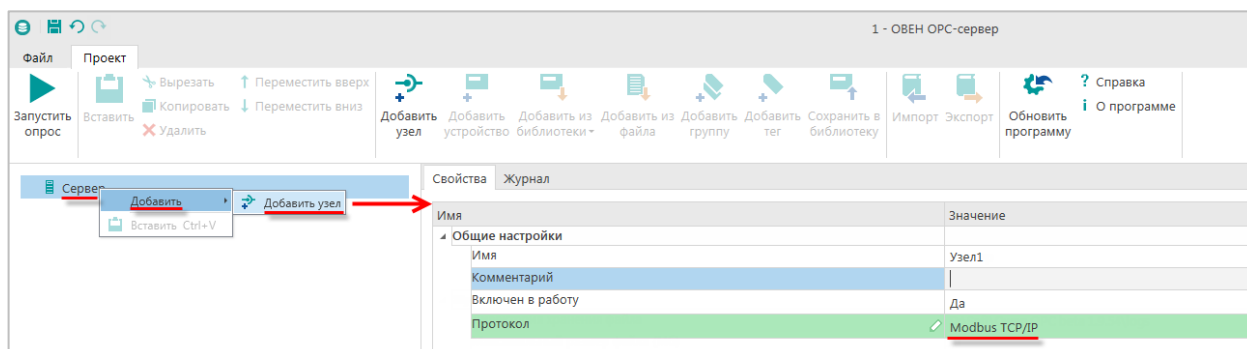 1 - ОВЕН OPC-сервер
Файл Проект
Запустить опрос
Вставить
Вырезать
Копировать
Удалить
Переместить вверх
Переместить вниз
Добавить узел
Добавить устройство
Добавить из библиотеки
Добавить из файла
Добавить группу
Добавить тег
Сохранить в библиотеку
Импорт
Экспорт
Обновить программу
? Справка
i О программе
Сервер
Добавить
Вставить Ctrl+V
Добавить узел
Свойства Журнал
Имя Значение
Общие настройки
Имя Узел1
Комментарий
Включен в работу Да
Протокол Modbus TCP/IP